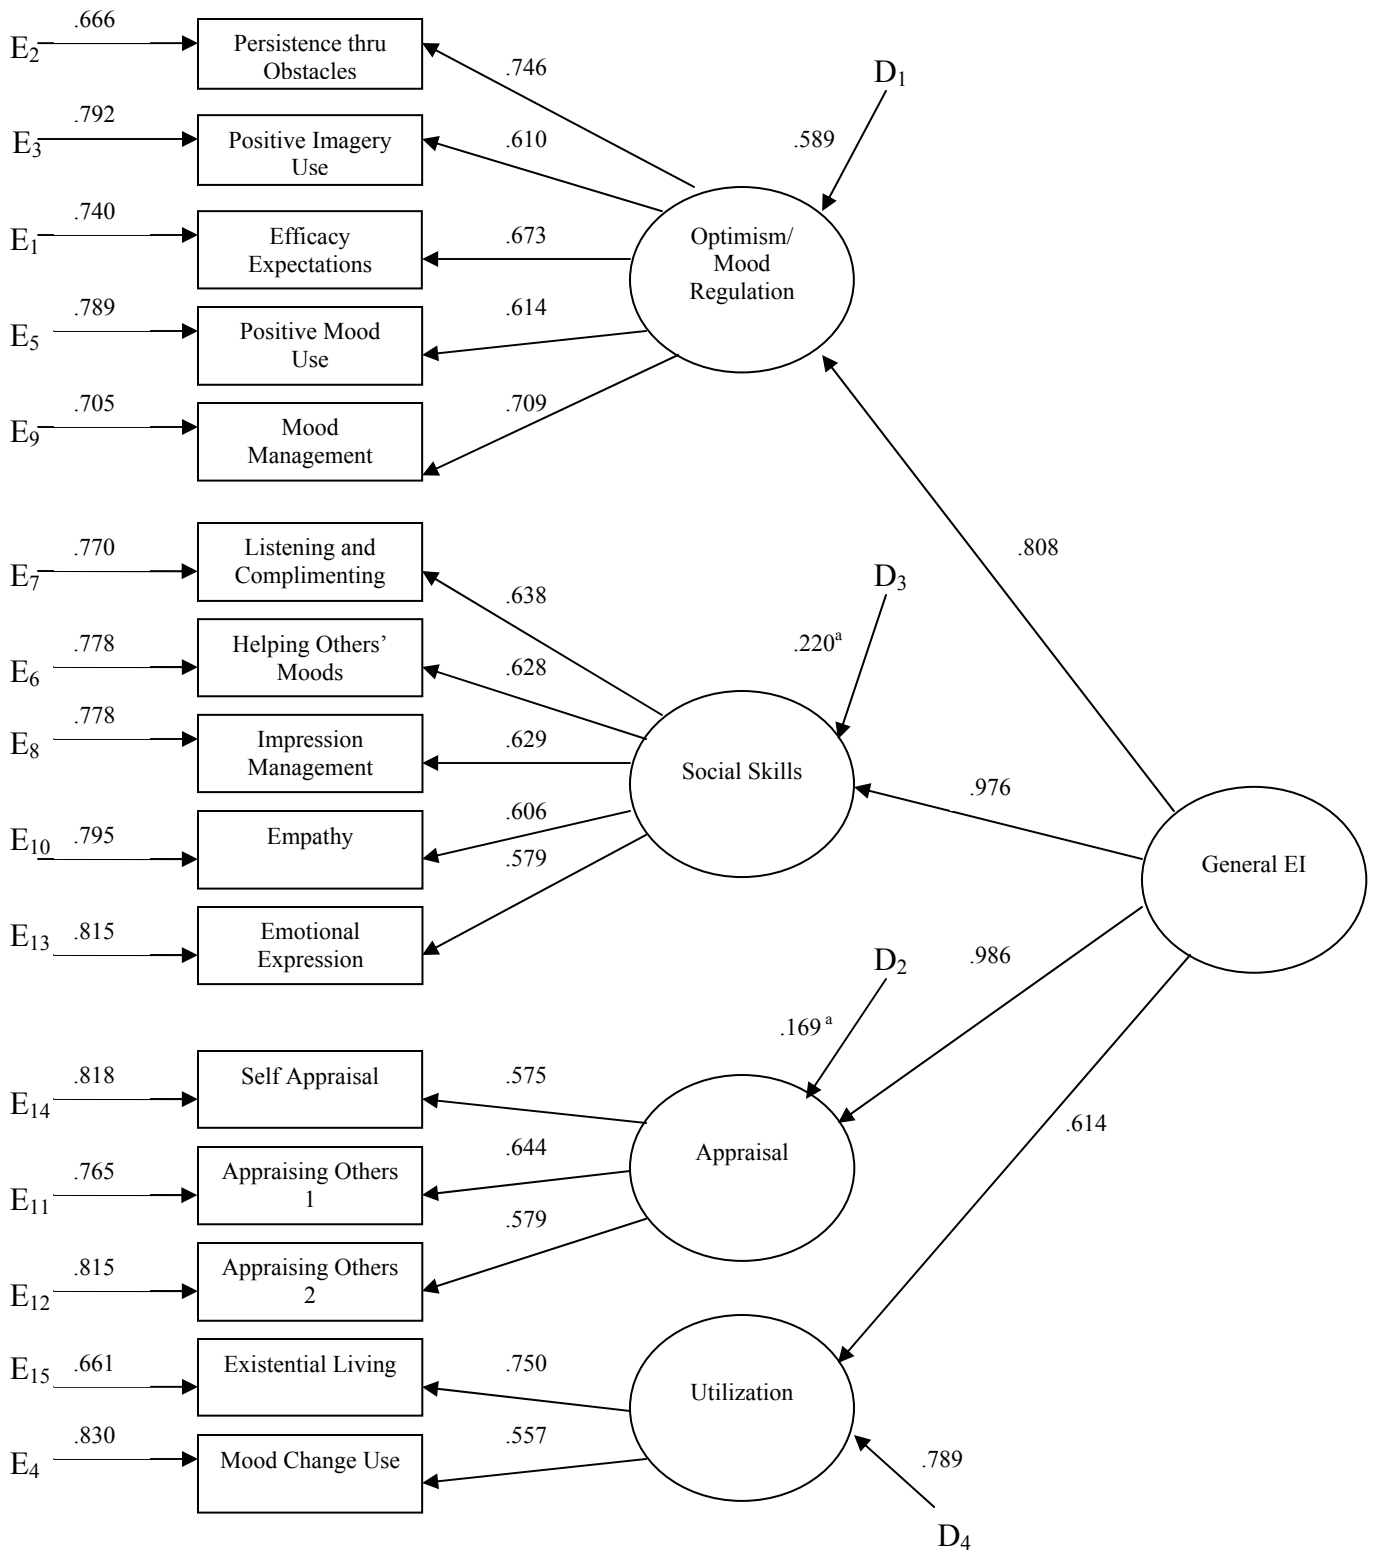 .666
E2
Persistence thru
Obstacles
.746
D1
.792
E3
Positive Imagery
Use
.610
.589
.740
E1
Efficacy
Expectations
.673
Optimism/
Mood
Regulation
.789
E5
Positive Mood
Use
.614
.705
E9
Mood
Management
.709
.770
E7
Listening and
Complimenting
.638
D3
.808
.778
E6
Helping Others’
Moods
.628
.220a
.778
E8
Impression
Management
.629
Social Skills
.976
.795
E10
Empathy
.606
.579
General EI
.815
E13
Emotional
Expression
D2
.986
.818
E14
Self Appraisal
.575
.169 a
.765
E11
Appraising Others
1
.644
Appraisal
.614
.815
E12
Appraising Others
2
.579
.661
E15
Existential Living
.750
Utilization
.830
E4
Mood Change Use
.557
.789
D4